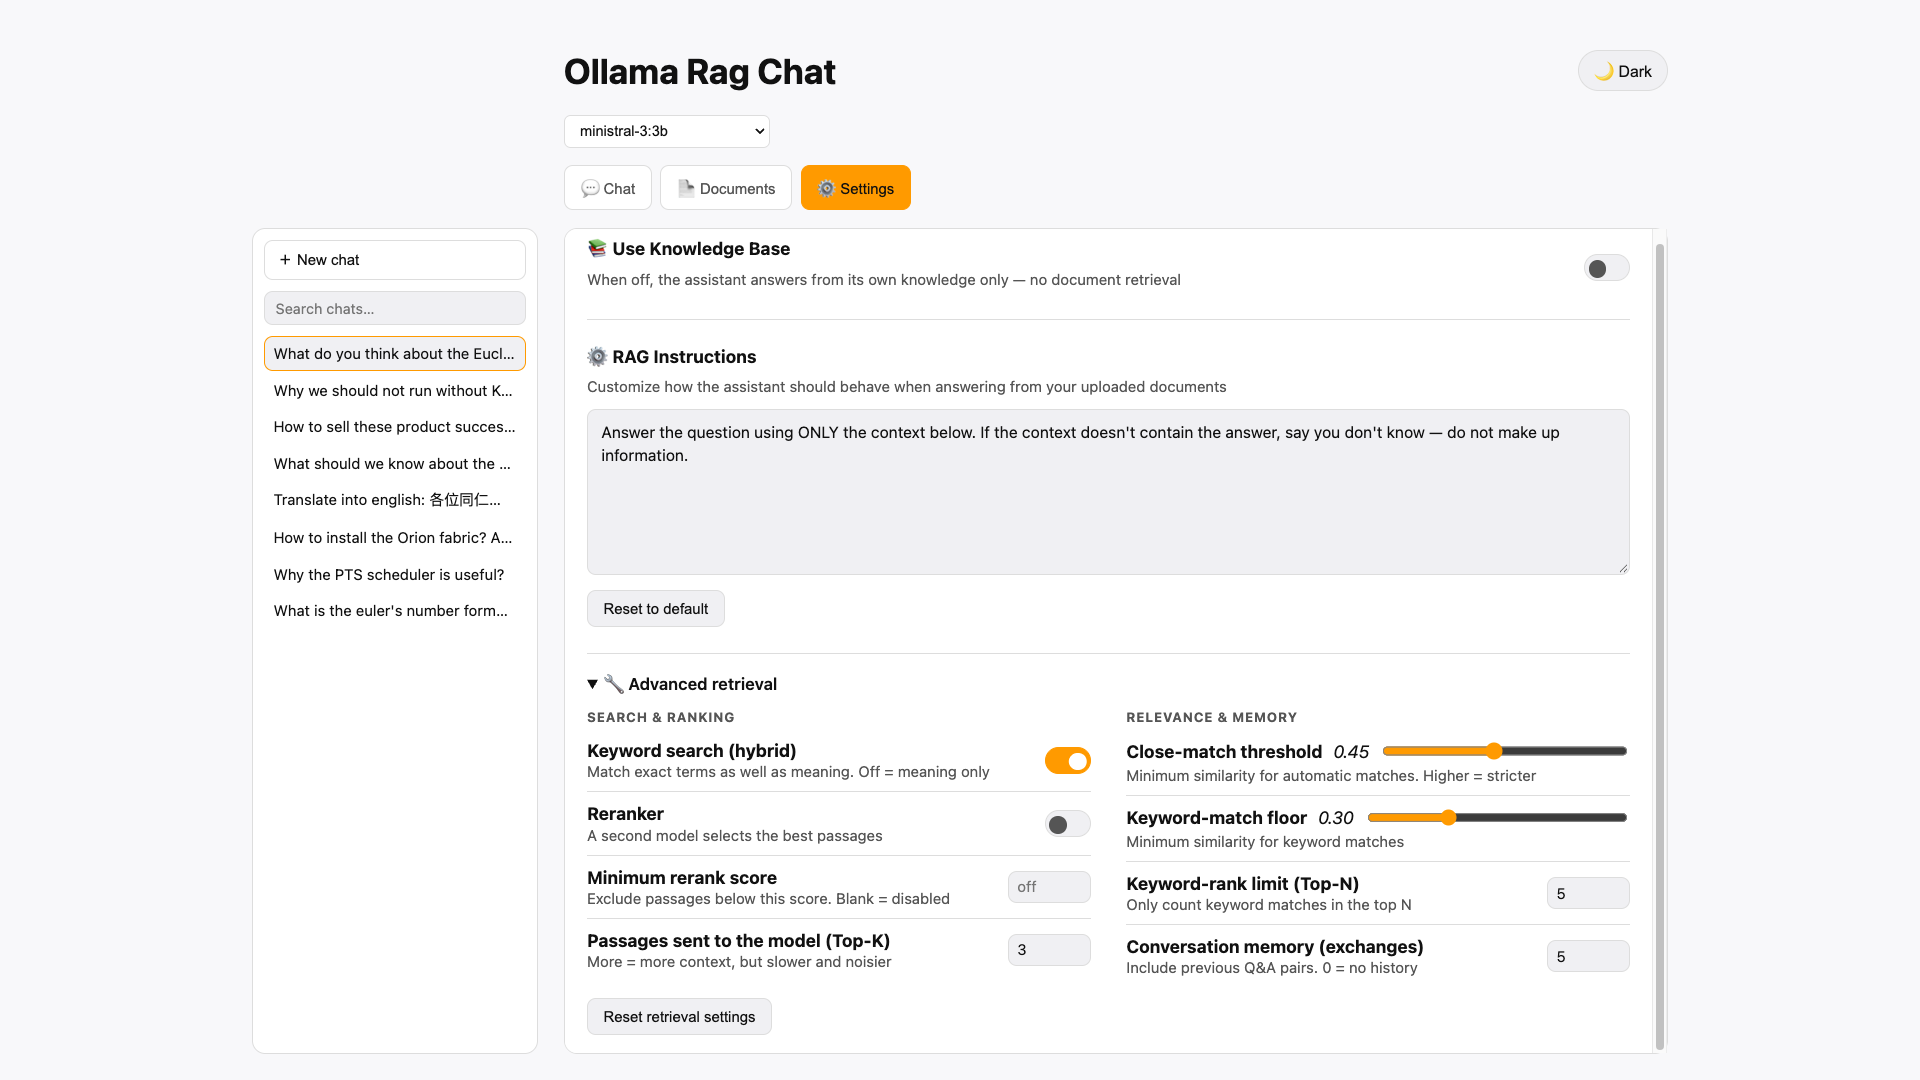 Ollama Rag Chat
🌙 Dark
ministral-3:3b
💬 Chat
📄 Documents
⚙️ Settings
+ New chat
Search chats...
What do you think about the Eucl...
Why we should not run without K...
How to sell these product succes...
What should we know about the ...
Translate into english: 各位同仁...
How to install the Orion fabric? A...
Why the PTS scheduler is useful?
What is the euler's number form...
📚 Use Knowledge Base
When off, the assistant answers from its own knowledge only — no document retrieval
⚙️ RAG Instructions
Customize how the assistant should behave when answering from your uploaded documents
Answer the question using ONLY the context below. If the context doesn't contain the answer, say you don't know — do not make up
information.
Reset to default
▼ 🔧 Advanced retrieval
SEARCH & RANKING
Keyword search (hybrid)
Match exact terms as well as meaning. Off = meaning only
Reranker
A second model selects the best passages
Minimum rerank score
Exclude passages below this score. Blank = disabled
off
Passages sent to the model (Top-K)
More = more context, but slower and noisier
3
Reset retrieval settings
RELEVANCE & MEMORY
Close-match threshold 0.45
Minimum similarity for automatic matches. Higher = stricter
Keyword-match floor 0.30
Minimum similarity for keyword matches
Keyword-rank limit (Top-N)
Only count keyword matches in the top N
5
Conversation memory (exchanges)
Include previous Q&A pairs. 0 = no history
5